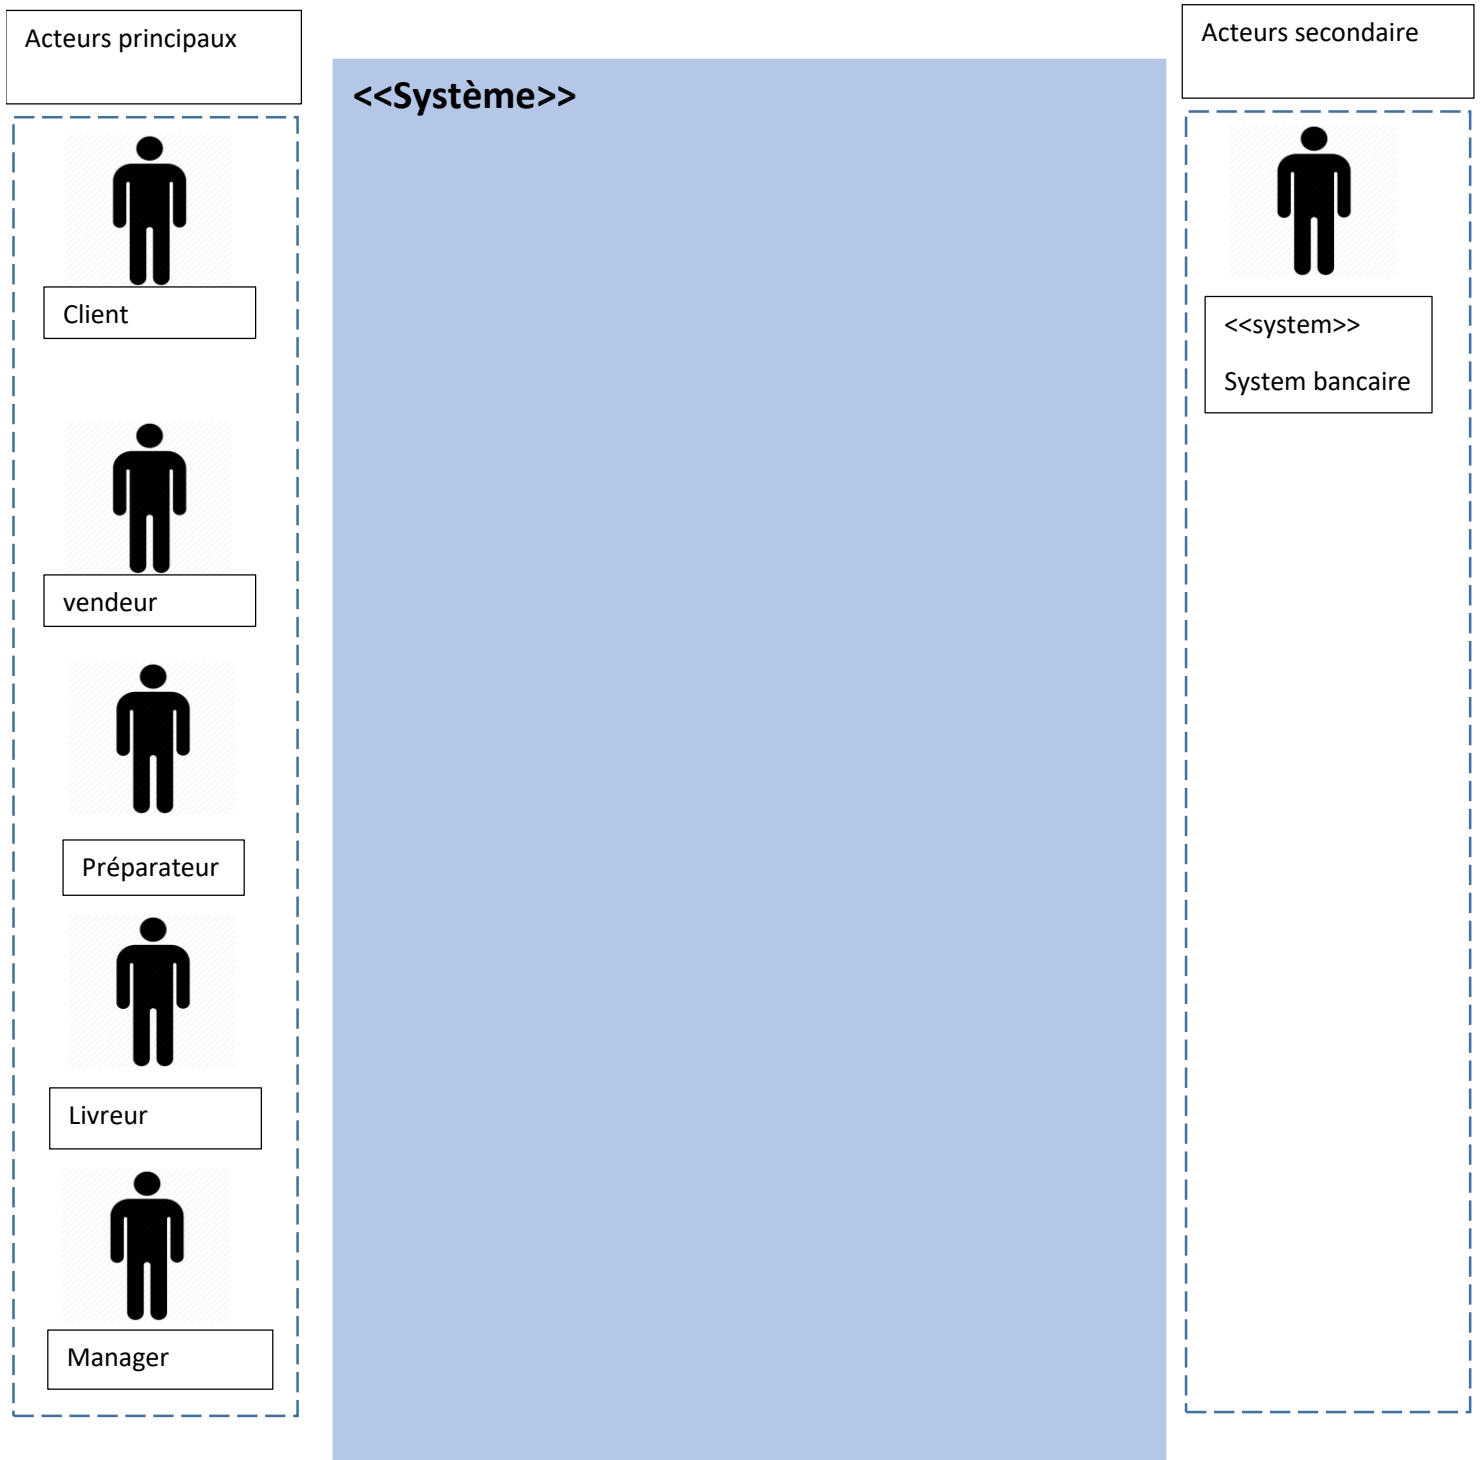 Acteurs principaux
<<Système>>
Acteurs secondaire
Client
vendeur
Préparateur
Livreur
Manager
<<system>>
System bancaire